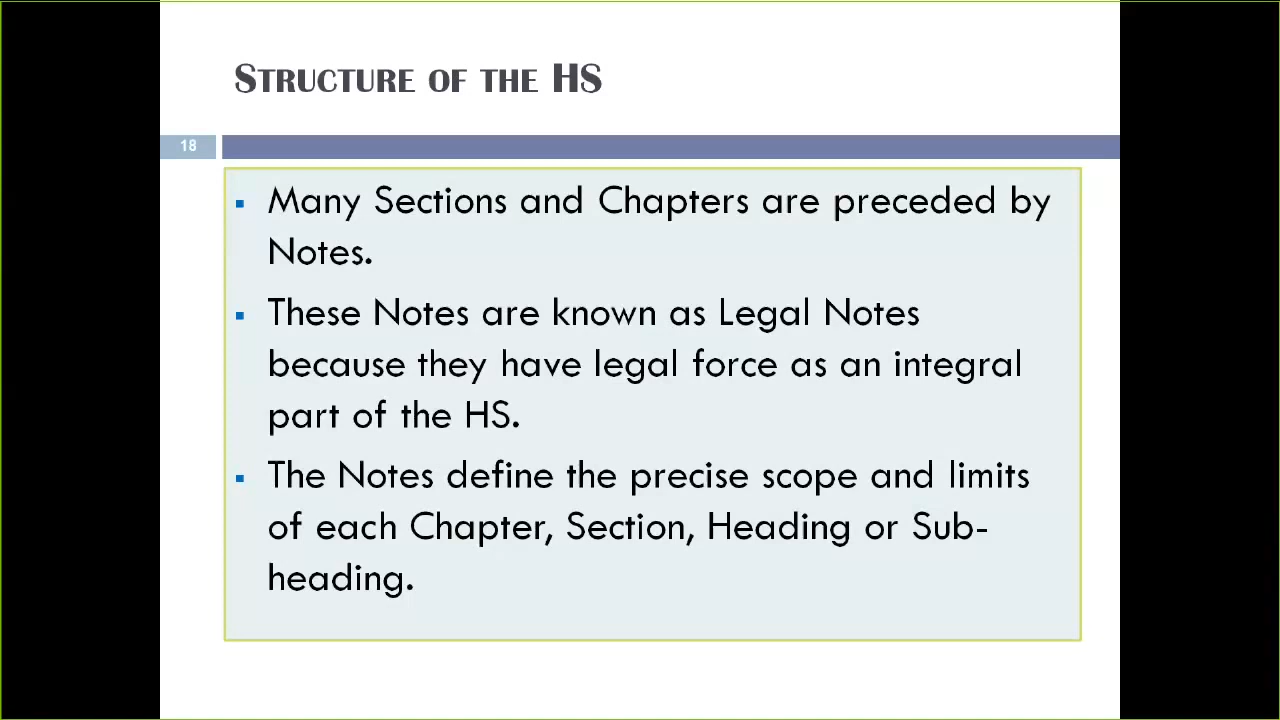 STRUCTURE OF THE HS
18
▪ Many Sections and Chapters are preceded by
Notes.
▪ These Notes are known as Legal Notes
because they have legal force as an integral
part of the HS.
▪ The Notes define the precise scope and limits
of each Chapter, Section, Heading or Sub-
heading.